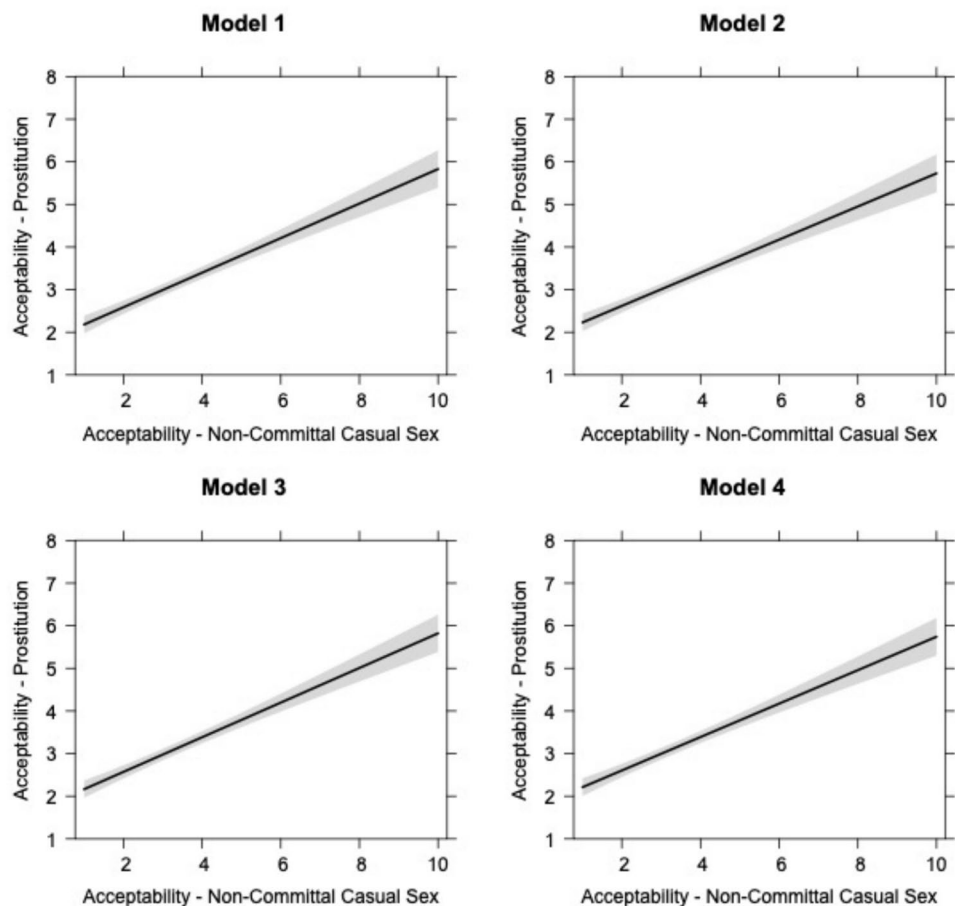 Model 1
Model 2
8
7
6
5
4
3
2
1
Acceptability - Prostitution
2 4 6 8 10
Acceptability - Non-Committal Casual Sex
8
7
6
5
4
3
2
1
Acceptability - Prostitution
2 4 6 8 10
Acceptability - Non-Committal Casual Sex
Model 3
Model 4
8
7
6
5
4
3
2
1
Acceptability - Prostitution
2 4 6 8 10
Acceptability - Non-Committal Casual Sex
8
7
6
5
4
3
2
1
Acceptability - Prostitution
2 4 6 8 10
Acceptability - Non-Committal Casual Sex